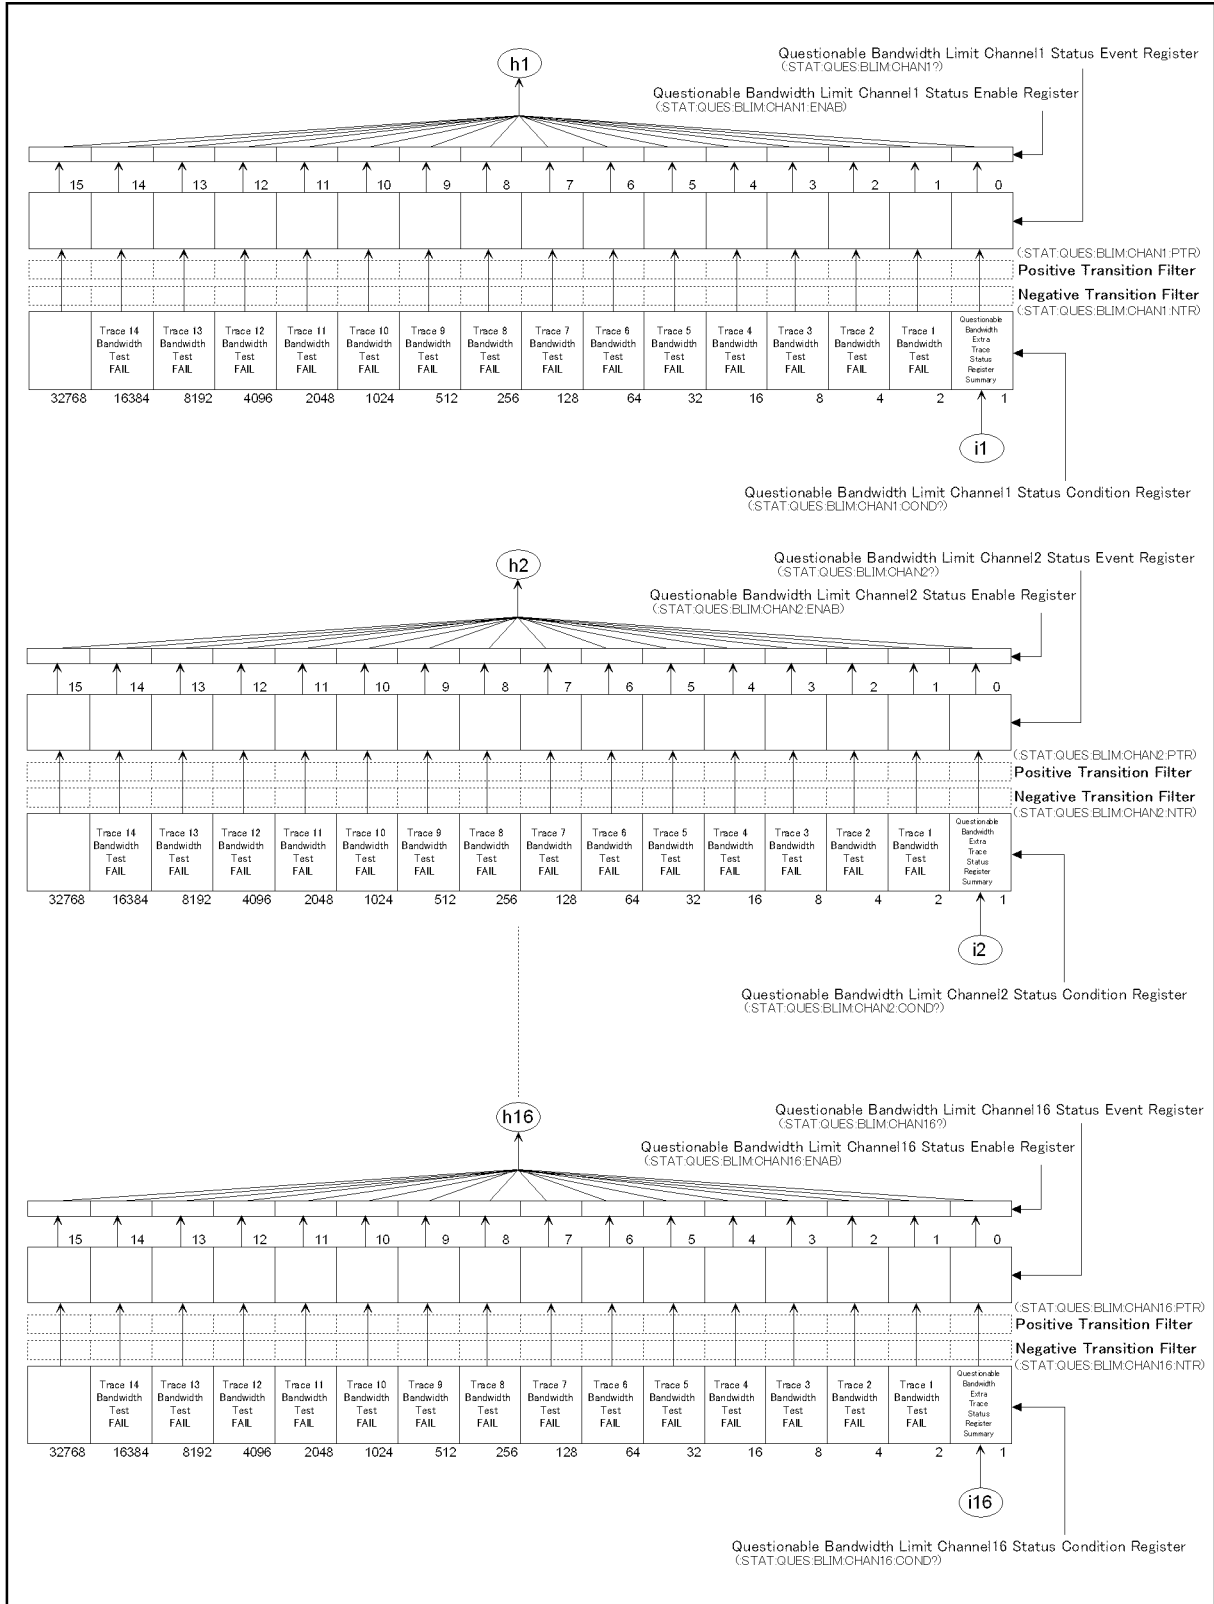 h1
Questionable Bandwidth Limit Channel1 Status Event Register
(:STAT:QUES:BLIM:CHAN1?)
Questionable Bandwidth Limit Channel1 Status Enable Register
(:STAT:QUES:BLIM:CHAN1:ENAB)
15 14 13 12 11 10 9 8 7 6 5 4 3 2 1 0
(:STAT:QUES:BLIM:CHAN1:PTR)
Positive Transition Filter
Negative Transition Filter
(:STAT:QUES:BLIM:CHAN1:NTR)
Trace 14 Trace 13 Trace 12 Trace 11 Trace 10 Trace 9 Trace 8 Trace 7 Trace 6 Trace 5 Trace 4 Trace 3 Trace 2 Trace 1
Bandwidth Bandwidth Bandwidth Bandwidth Bandwidth Bandwidth Bandwidth Bandwidth Bandwidth Bandwidth Bandwidth Bandwidth Bandwidth Bandwidth
Test Test Test Test Test Test Test Test Test Test Test Test Test Test
FAIL FAIL FAIL FAIL FAIL FAIL FAIL FAIL FAIL FAIL FAIL FAIL FAIL FAIL
Questionable
Bandwidth
Extra
Trace
Status
Register
Summary
32768 16384 8192 4096 2048 1024 512 256 128 64 32 16 8 4 2 1
i1
Questionable Bandwidth Limit Channel1 Status Condition Register
(:STAT:QUES:BLIM:CHAN1:COND?)
h2
Questionable Bandwidth Limit Channel2 Status Event Register
(:STAT:QUES:BLIM:CHAN2?)
Questionable Bandwidth Limit Channel2 Status Enable Register
(:STAT:QUES:BLIM:CHAN2:ENAB)
15 14 13 12 11 10 9 8 7 6 5 4 3 2 1 0
(:STAT:QUES:BLIM:CHAN2:PTR)
Positive Transition Filter
Negative Transition Filter
(:STAT:QUES:BLIM:CHAN2:NTR)
Trace 14 Trace 13 Trace 12 Trace 11 Trace 10 Trace 9 Trace 8 Trace 7 Trace 6 Trace 5 Trace 4 Trace 3 Trace 2 Trace 1
Bandwidth Bandwidth Bandwidth Bandwidth Bandwidth Bandwidth Bandwidth Bandwidth Bandwidth Bandwidth Bandwidth Bandwidth Bandwidth Bandwidth
Test Test Test Test Test Test Test Test Test Test Test Test Test Test
FAIL FAIL FAIL FAIL FAIL FAIL FAIL FAIL FAIL FAIL FAIL FAIL FAIL FAIL
Questionable
Bandwidth
Extra
Trace
Status
Register
Summary
32768 16384 8192 4096 2048 1024 512 256 128 64 32 16 8 4 2 1
i2
Questionable Bandwidth Limit Channel2 Status Condition Register
(:STAT:QUES:BLIM:CHAN2:COND?)
h16
Questionable Bandwidth Limit Channel16 Status Event Register
(:STAT:QUES:BLIM:CHAN16?)
Questionable Bandwidth Limit Channel16 Status Enable Register
(:STAT:QUES:BLIM:CHAN16:ENAB)
15 14 13 12 11 10 9 8 7 6 5 4 3 2 1 0
(:STAT:QUES:BLIM:CHAN16:PTR)
Positive Transition Filter
Negative Transition Filter
(:STAT:QUES:BLIM:CHAN16:NTR)
Trace 14 Trace 13 Trace 12 Trace 11 Trace 10 Trace 9 Trace 8 Trace 7 Trace 6 Trace 5 Trace 4 Trace 3 Trace 2 Trace 1
Bandwidth Bandwidth Bandwidth Bandwidth Bandwidth Bandwidth Bandwidth Bandwidth Bandwidth Bandwidth Bandwidth Bandwidth Bandwidth Bandwidth
Test Test Test Test Test Test Test Test Test Test Test Test Test Test
FAIL FAIL FAIL FAIL FAIL FAIL FAIL FAIL FAIL FAIL FAIL FAIL FAIL FAIL
Questionable
Bandwidth
Extra
Trace
Status
Register
Summary
32768 16384 8192 4096 2048 1024 512 256 128 64 32 16 8 4 2 1
i16
Questionable Bandwidth Limit Channel16 Status Condition Register
(:STAT:QUES:BLIM:CHAN16:COND?)